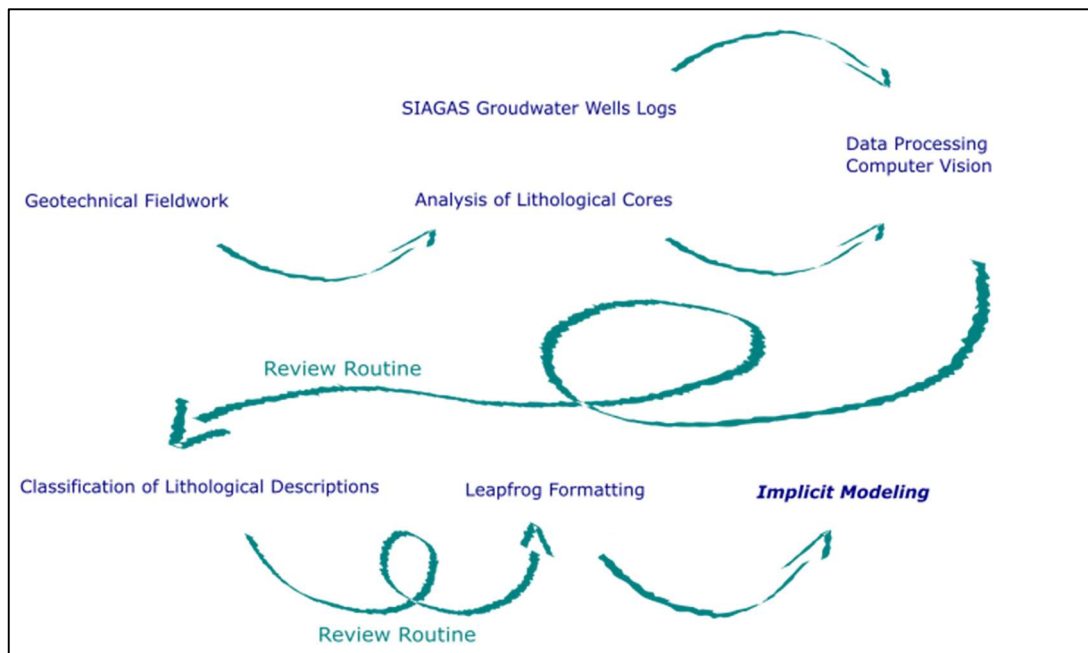 SIAGAS Groudwater Wells Logs
Data Processing
Computer Vision
Geotechnical Fieldwork
Analysis of Lithological Cores
Review Routine
Classification of Lithological Descriptions
Leapfrog Formatting
Implicit Modeling
Review Routine